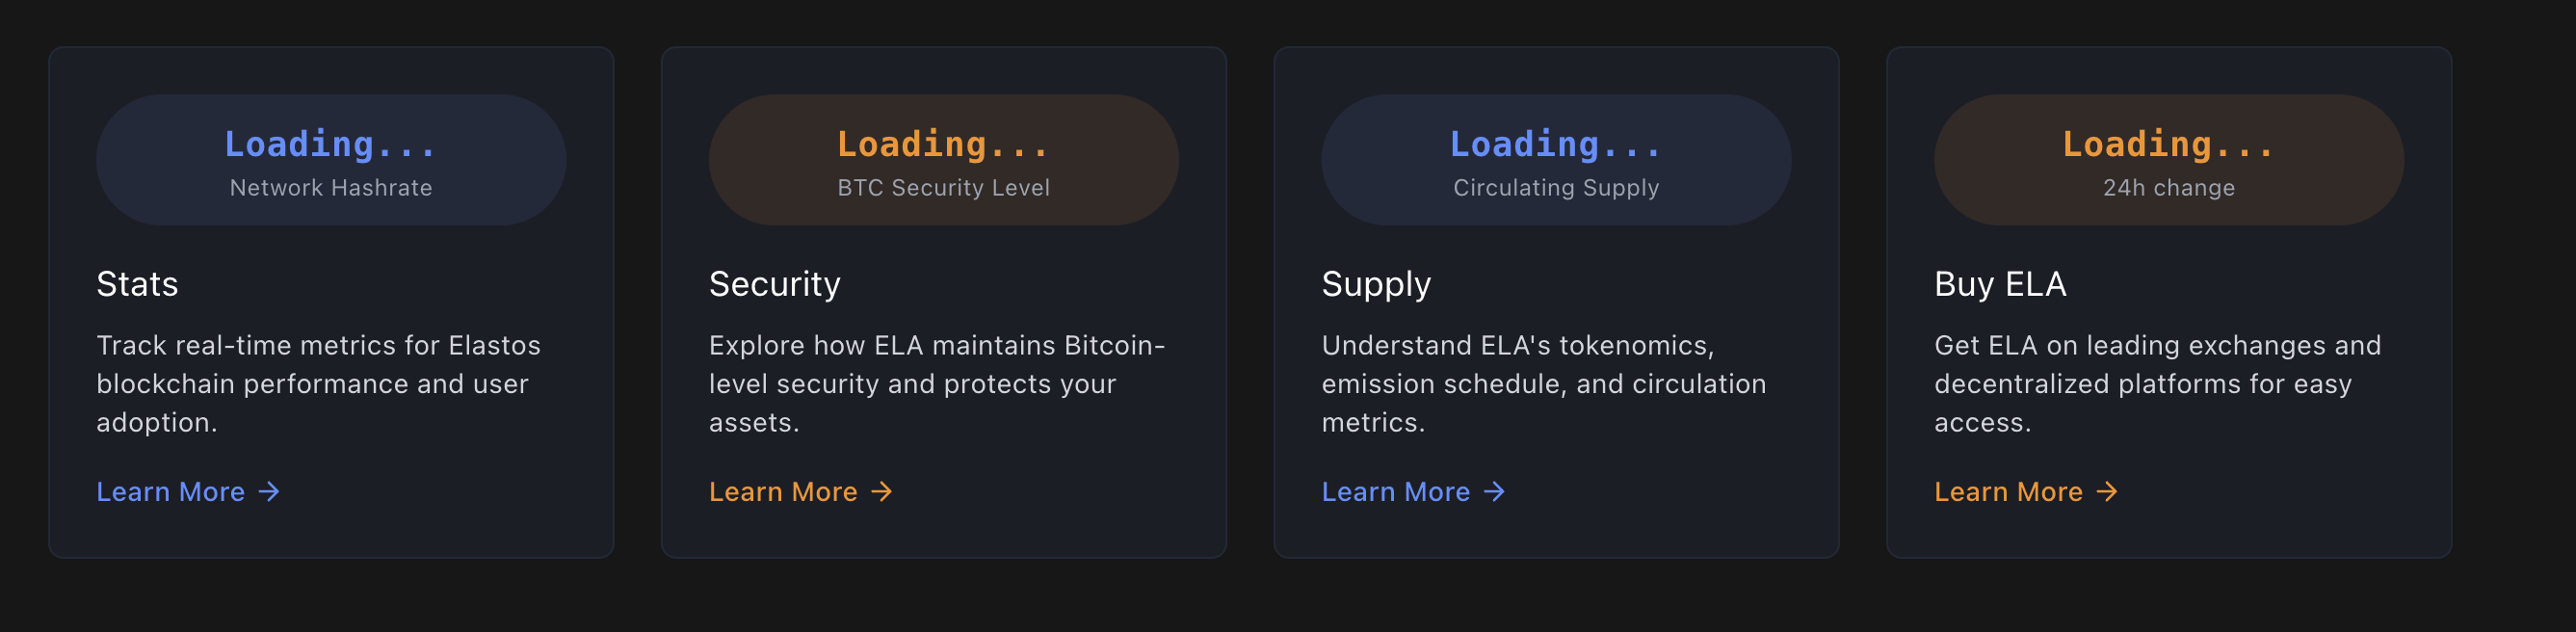 Loading...
Network Hashrate
Stats
Track real-time metrics for Elastos
blockchain performance and user
adoption.
Learn More →
Loading...
BTC Security Level
Security
Explore how ELA maintains Bitcoin-
level security and protects your
assets.
Learn More →
Loading...
Circulating Supply
Supply
Understand ELA's tokenomics,
emission schedule, and circulation
metrics.
Learn More →
Loading...
24h change
Buy ELA
Get ELA on leading exchanges and
decentralized platforms for easy
access.
Learn More →